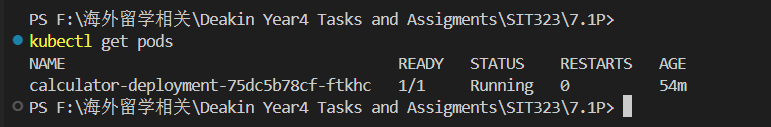 PS F:\海外留学相关\Deakin Year4 Tasks and Assigments\SIT323\7.1P>
kubectl get pods
NAME READY STATUS RESTARTS AGE
calculator-deployment-75dc5b78cf-ftkhc 1/1 Running 0 54m
PS F:\海外留学相关\Deakin Year4 Tasks and Assigments\SIT323\7.1P>